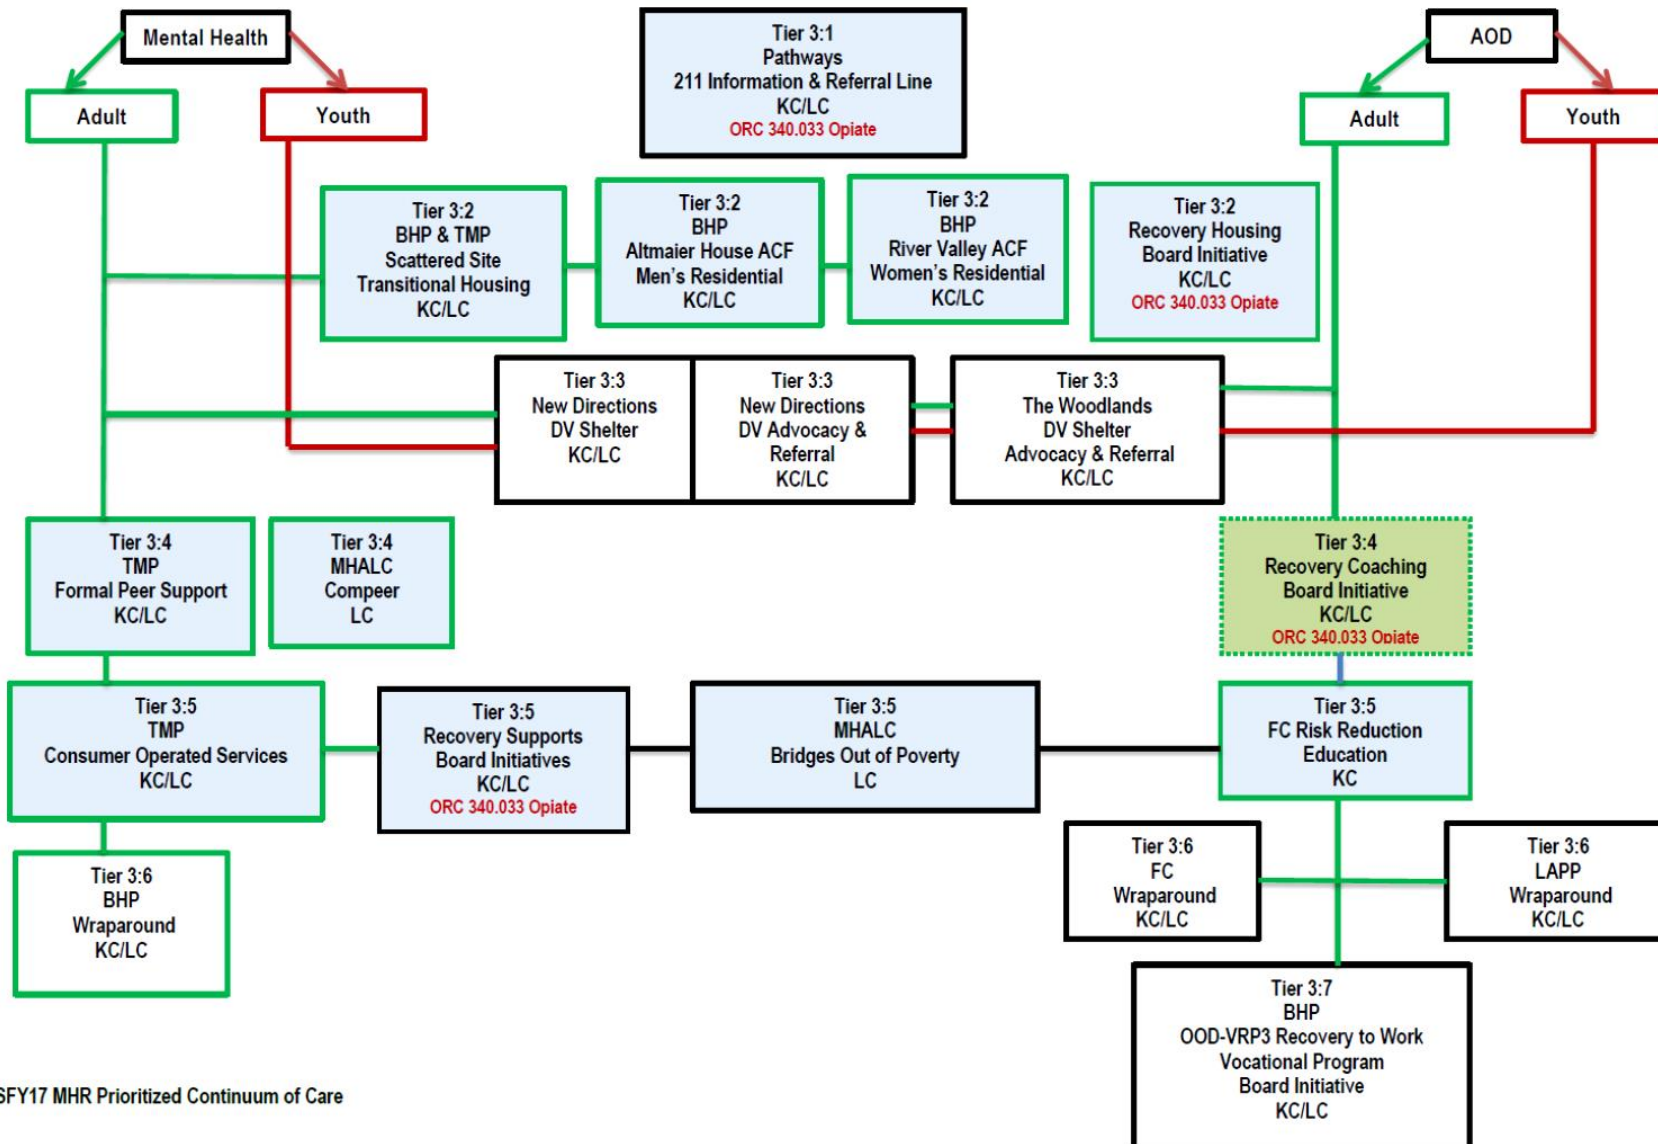 Mental Health
Adult
Youth
Tier 3:1
Pathways
211 Information & Referral Line
KC/LC
ORC 340.033 Opiate
AOD
Adult
Youth
Tier 3:2
BHP & TMP
Scattered Site
Transitional Housing
KC/LC
Tier 3:2
BHP
Altmaier House ACF
Men's Residential
KC/LC
Tier 3:2
BHP
River Valley ACF
Women's Residential
KC/LC
Tier 3:2
Recovery Housing
Board Initiative
KC/LC
ORC 340.033 Opiate
Tier 3:3
New Directions
DV Shelter
KC/LC
Tier 3:3
New Directions
DV Advocacy &
Referral
KC/LC
Tier 3:3
The Woodlands
DV Shelter
Advocacy & Referral
KC/LC
Tier 3:4
TMP
Formal Peer Support
KC/LC
Tier 3:4
MHALC
Compeer
LC
Tier 3:4
Recovery Coaching
Board Initiative
KC/LC
ORC 340.033 Opiate
Tier 3:5
TMP
Consumer Operated Services
KC/LC
Tier 3:5
Recovery Supports
Board Initiatives
KC/LC
ORC 340.033 Opiate
Tier 3:5
MHALC
Bridges Out of Poverty
LC
Tier 3:5
FC Risk Reduction
Education
KC
Tier 3:6
BHP
Wraparound
KC/LC
Tier 3:6
FC
Wraparound
KC/LC
Tier 3:6
LAPP
Wraparound
KC/LC
Tier 3:7
BHP
OOD-VRP3 Recovery to Work
Vocational Program
Board Initiative
KC/LC
SFY17 MHR Prioritized Continuum of Care